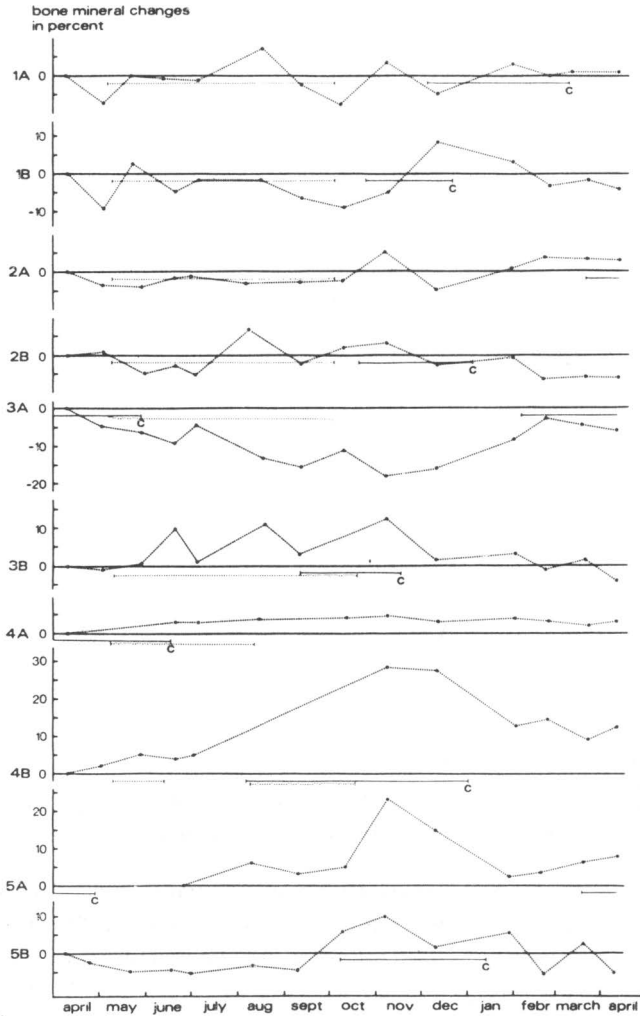 bone mineral changes
in percent
1A 0
C
10
1B 0
C
-10
2A 0
2B 0
C
3A 0
C
-10
-20
10
3B 0
C
4A 0
C
30
20
10
4B 0
C
20
10
5A 0
C
10
5B 0
C
april may june july aug sept oct nov dec jan febr march april